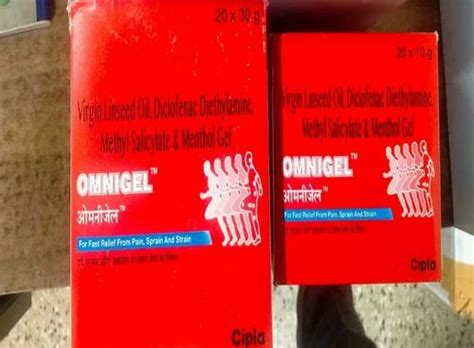 20 x 30 g
Virgin Linseed Oil, Diclofenac Diethylamine,
Methyl Salicylate & Menthol Gel
OMNIGEL™
ओमनीजेल™
For Fast Relief From Pain, Sprain And Strain
Cipla
20 x 10 g
Virgin Linseed Oil, Diclofenac Diethylamine,
Methyl Salicylate & Menthol Gel
OMNIGEL™
ओमनीजेल™
For Fast Relief From Pain, Sprain And Strain
Cipla